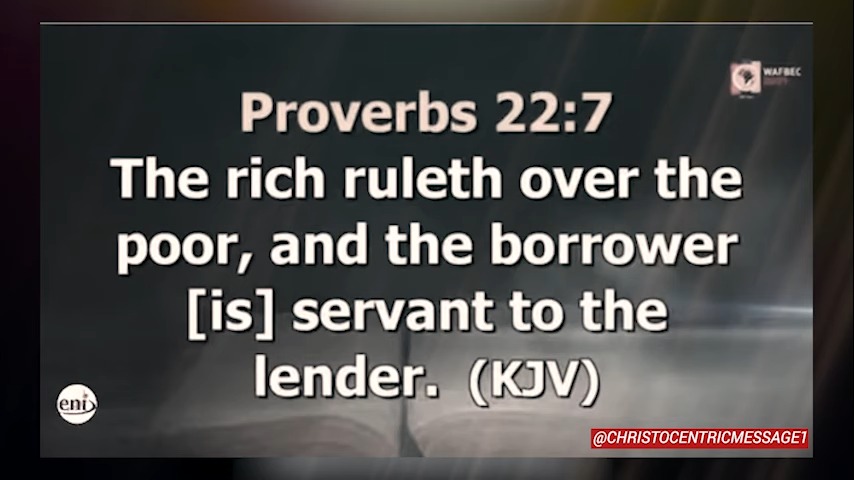 WAFBEC
Proverbs 22:7
The rich ruleth over the
poor, and the borrower
[is] servant to the
lender. (KJV)
eni
@CHRISTOCENTRICMESSAGE1